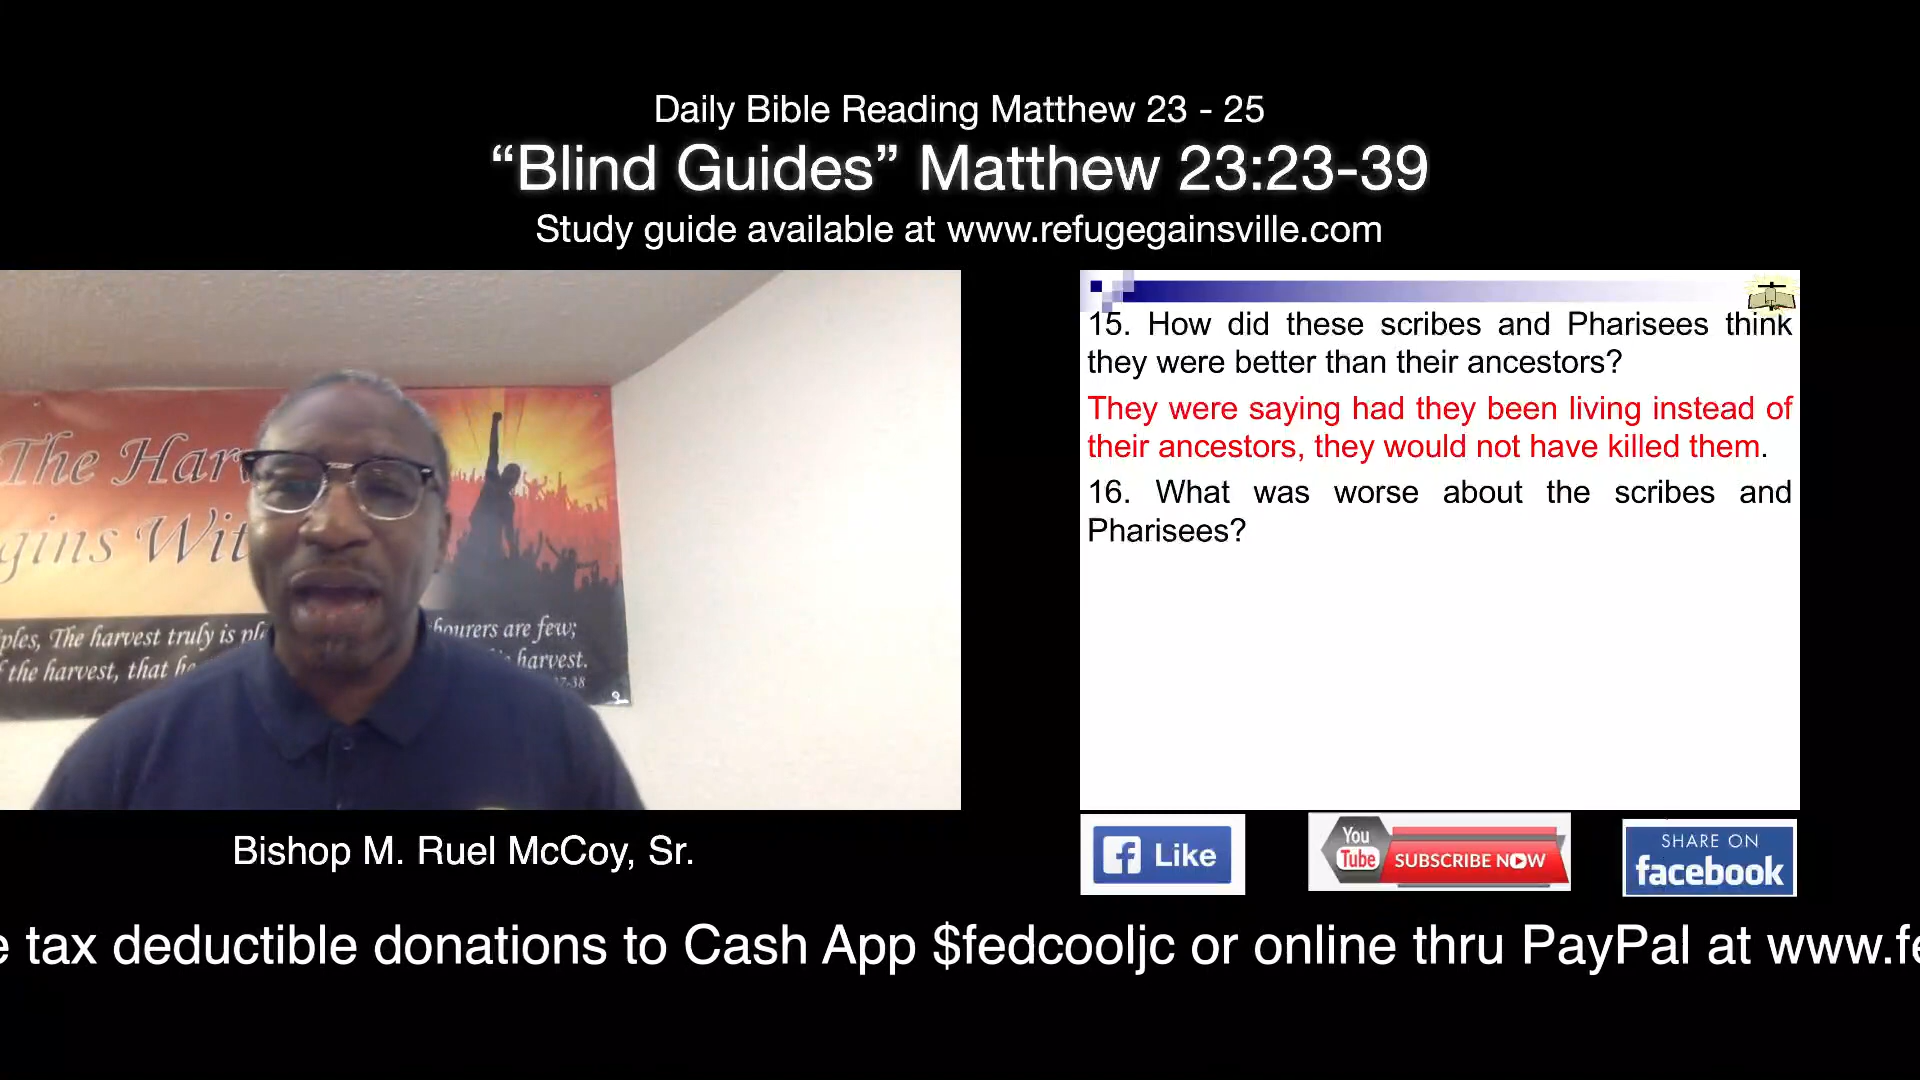 Daily Bible Reading Matthew 23 - 25
“Blind Guides” Matthew 23:23-39
Study guide available at www.refugegainsville.com
The Har
gins Wit
ples, The harvest truly is bourers are few;
the harvest, that harvest.
7-38
15. How did these scribes and Pharisees think
they were better than their ancestors?
They were saying had they been living instead of
their ancestors, they would not have killed them.
16. What was worse about the scribes and
Pharisees?
Bishop M. Ruel McCoy, Sr.
f Like
You
Tube SUBSCRIBE NOW
SHARE ON
facebook
e tax deductible donations to Cash App $fedcooljc or online thru PayPal at www.fe